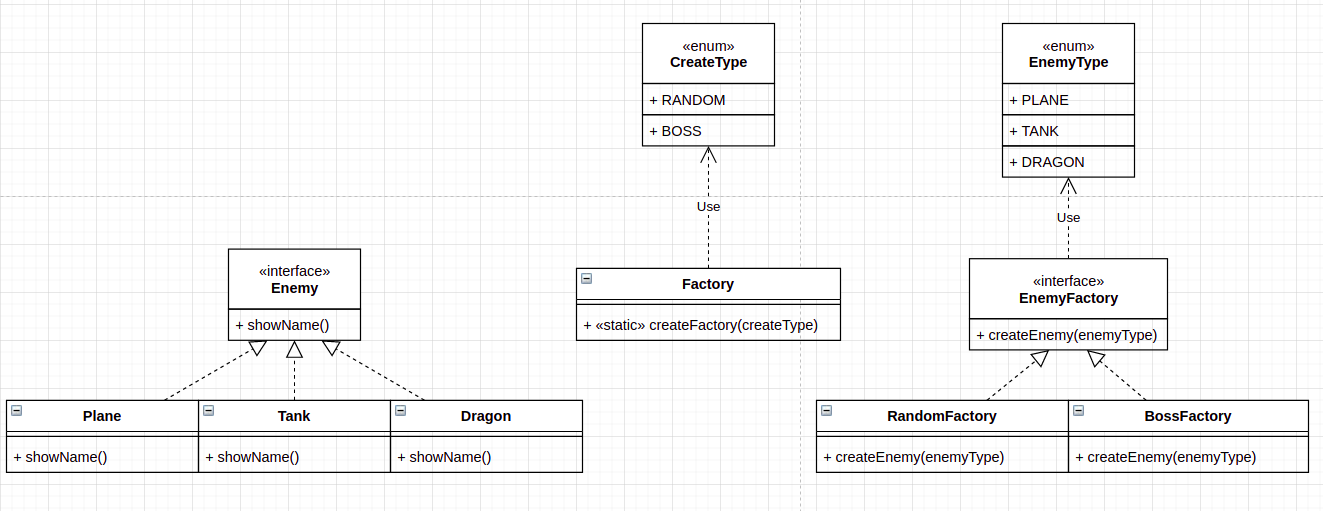 «enum»
CreateType
+ RANDOM
+ BOSS
«enum»
EnemyType
+ PLANE
+ TANK
+ DRAGON
Use
Use
«interface»
Enemy
+ showName()
Factory
+ «static» createFactory(createType)
«interface»
EnemyFactory
+ createEnemy(enemyType)
Plane
+ showName()
Tank
+ showName()
Dragon
+ showName()
RandomFactory
+ createEnemy(enemyType)
BossFactory
+ createEnemy(enemyType)